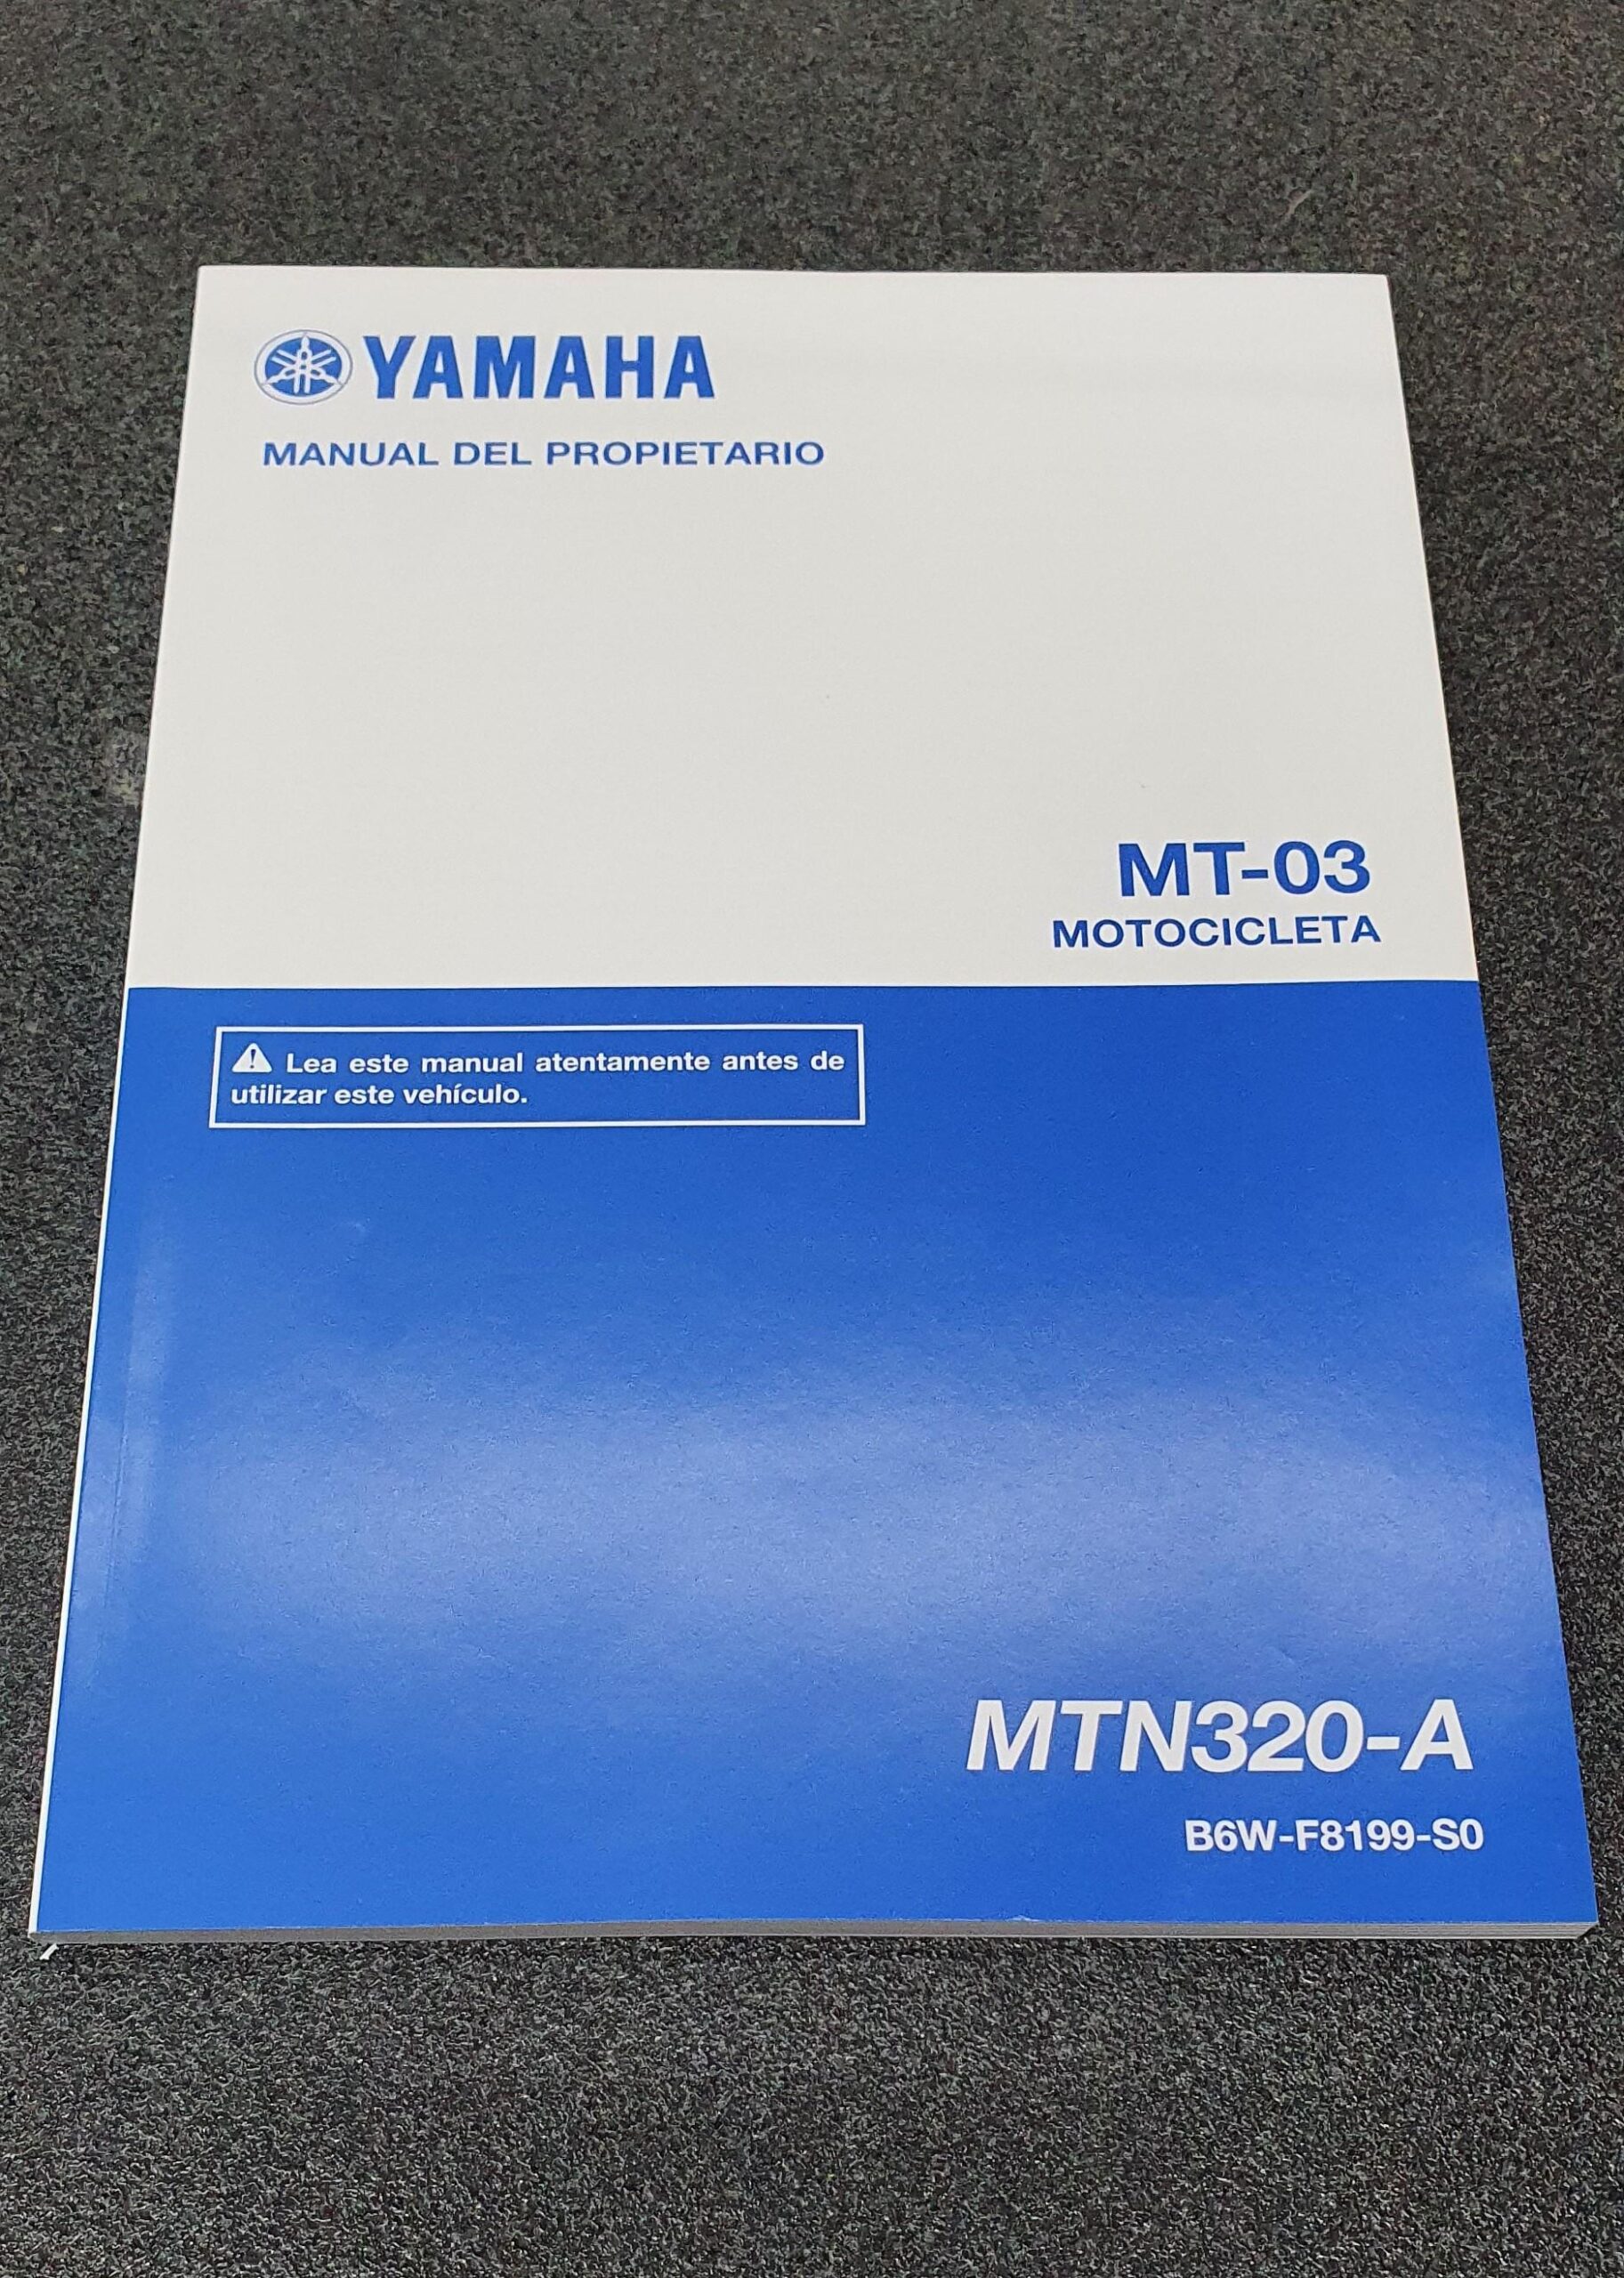 YAMAHA
MANUAL DEL PROPIETARIO
MT-03
MOTOCICLETA
Lea este manual atentamente antes de
utilizar este vehículo.
MTN320-A
B6W-F8199-S0